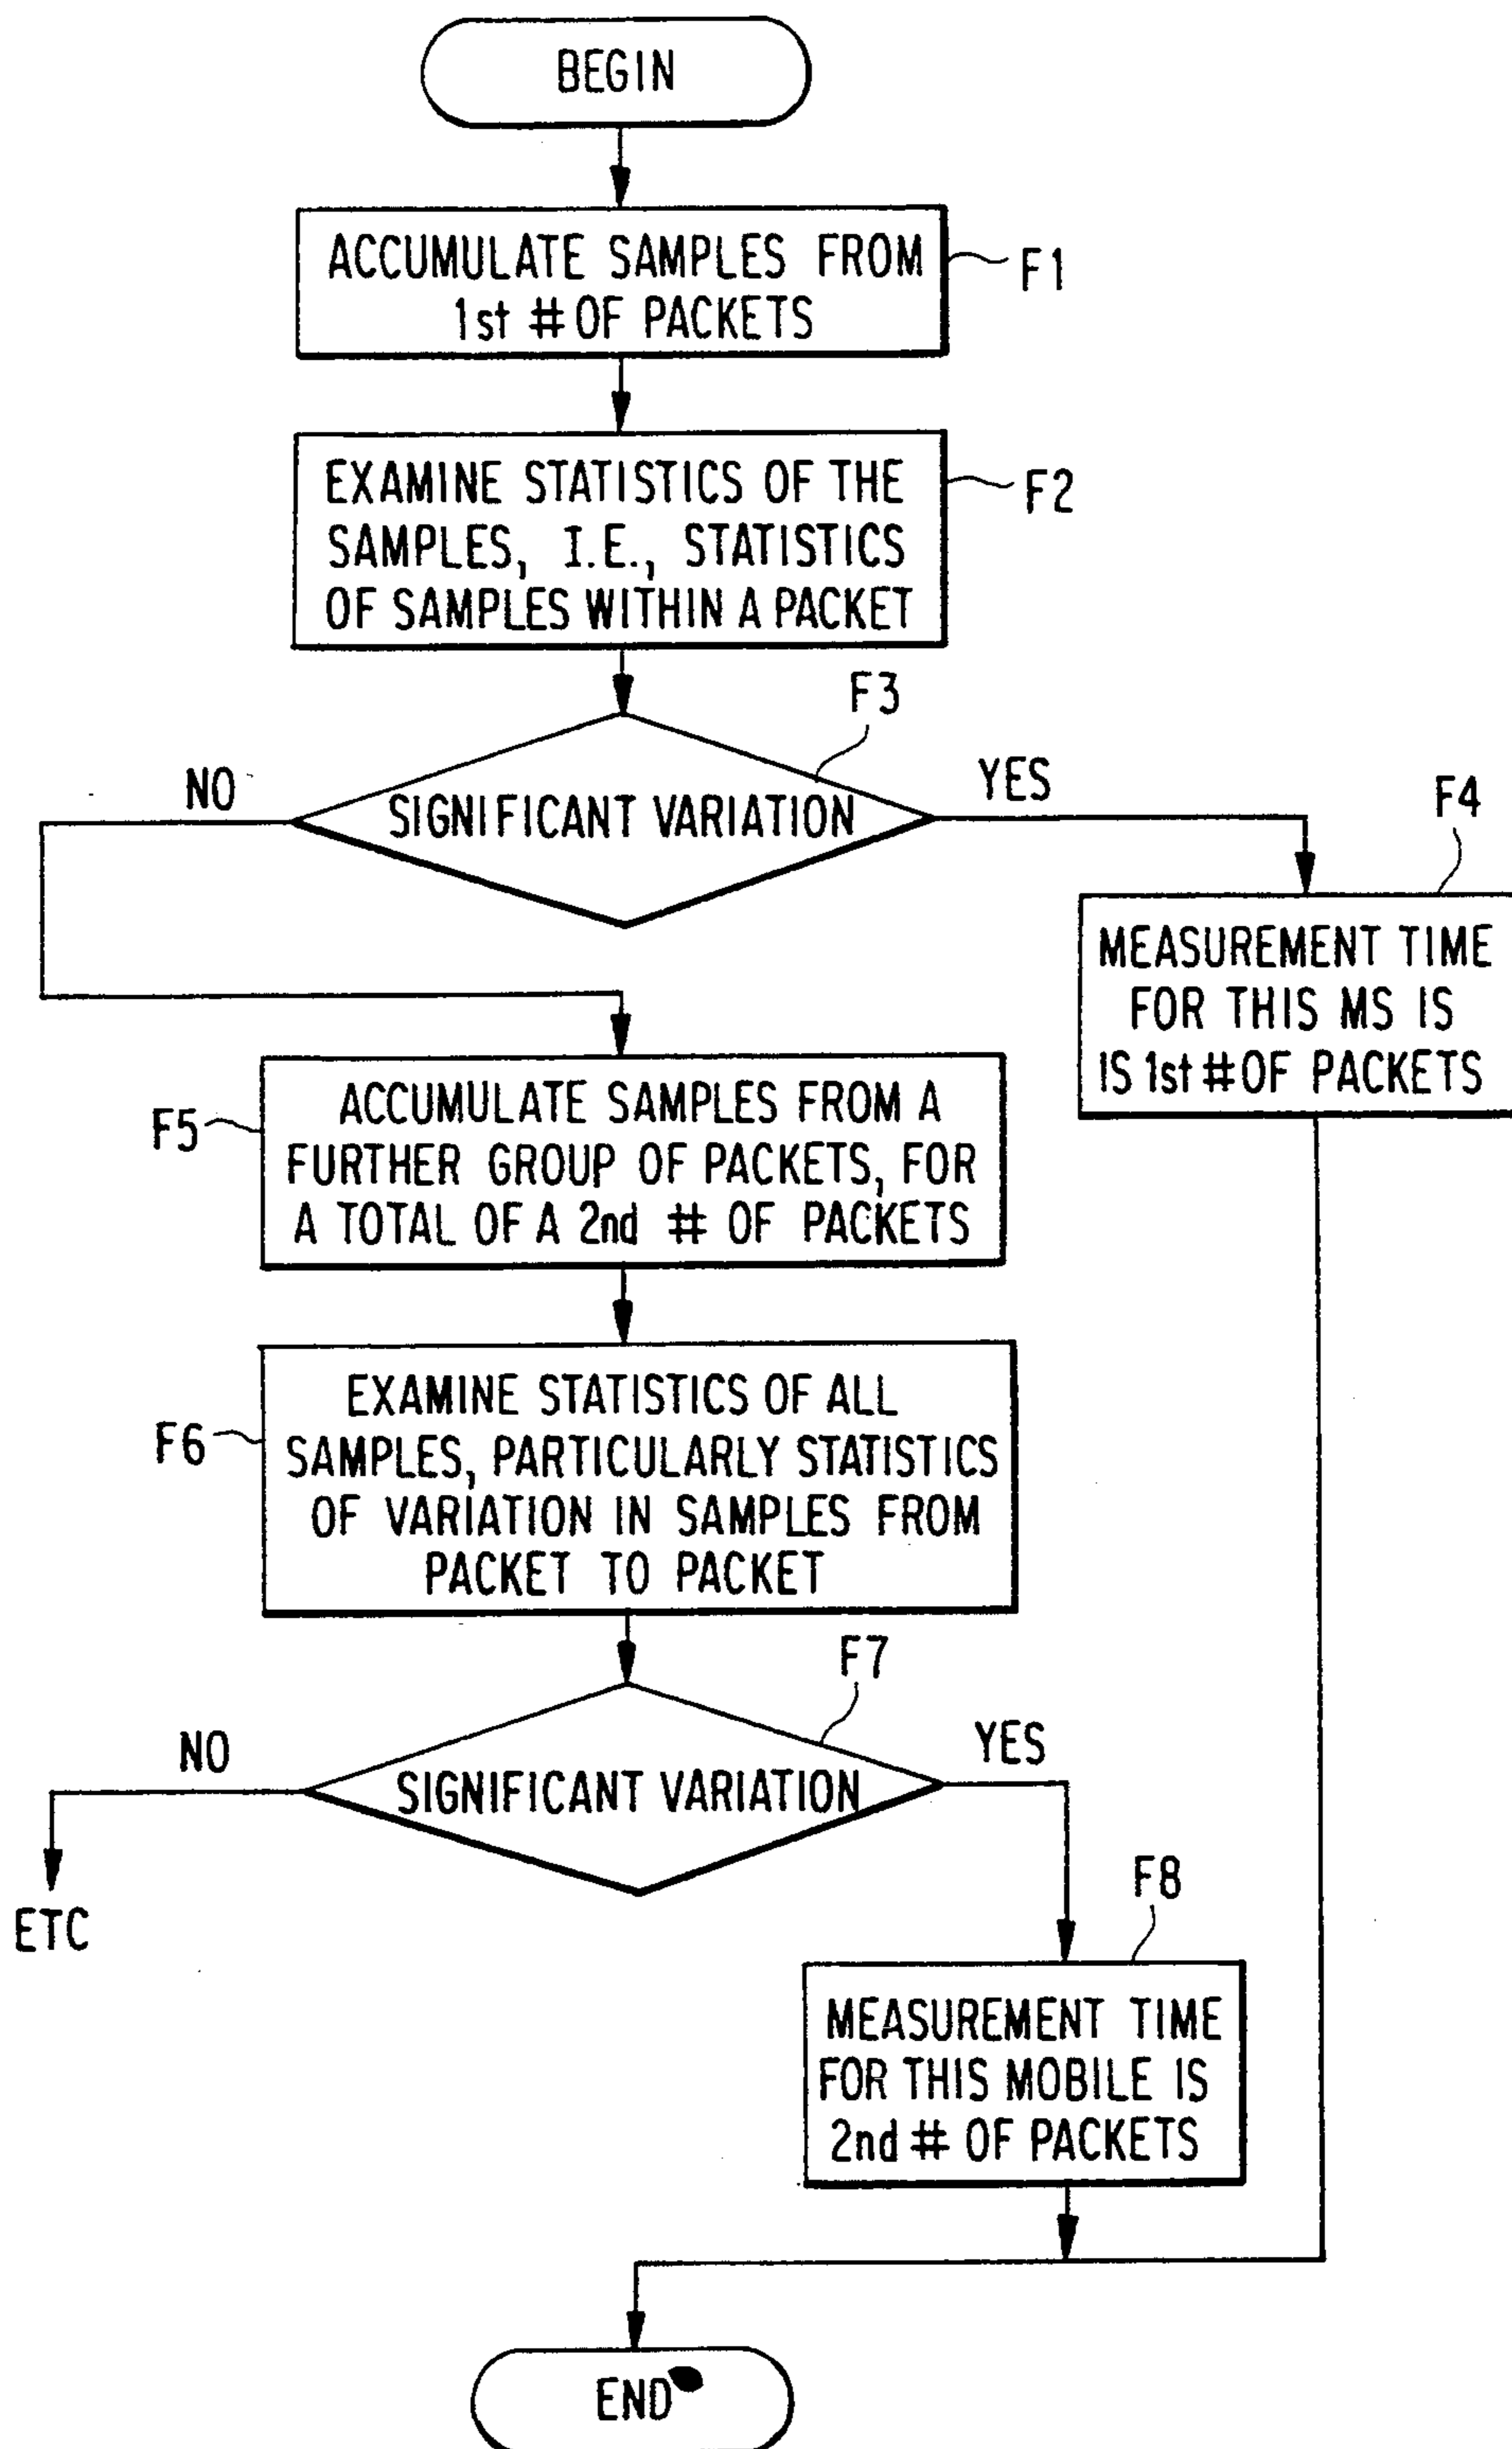 BEGIN
ACCUMULATE SAMPLES FROM
1st # OF PACKETS
F1
EXAMINE STATISTICS OF THE
SAMPLES, I.E., STATISTICS
OF SAMPLES WITHIN A PACKET
F2
F3
NO
SIGNIFICANT VARIATION
YES
F4
MEASUREMENT TIME
FOR THIS MS IS
IS 1st # OF PACKETS
F5
ACCUMULATE SAMPLES FROM A
FURTHER GROUP OF PACKETS, FOR
A TOTAL OF A 2nd # OF PACKETS
F6
EXAMINE STATISTICS OF ALL
SAMPLES, PARTICULARLY STATISTICS
OF VARIATION IN SAMPLES FROM
PACKET TO PACKET
F7
NO
SIGNIFICANT VARIATION
YES
ETC
F8
MEASUREMENT TIME
FOR THIS MOBILE IS
2nd # OF PACKETS
END